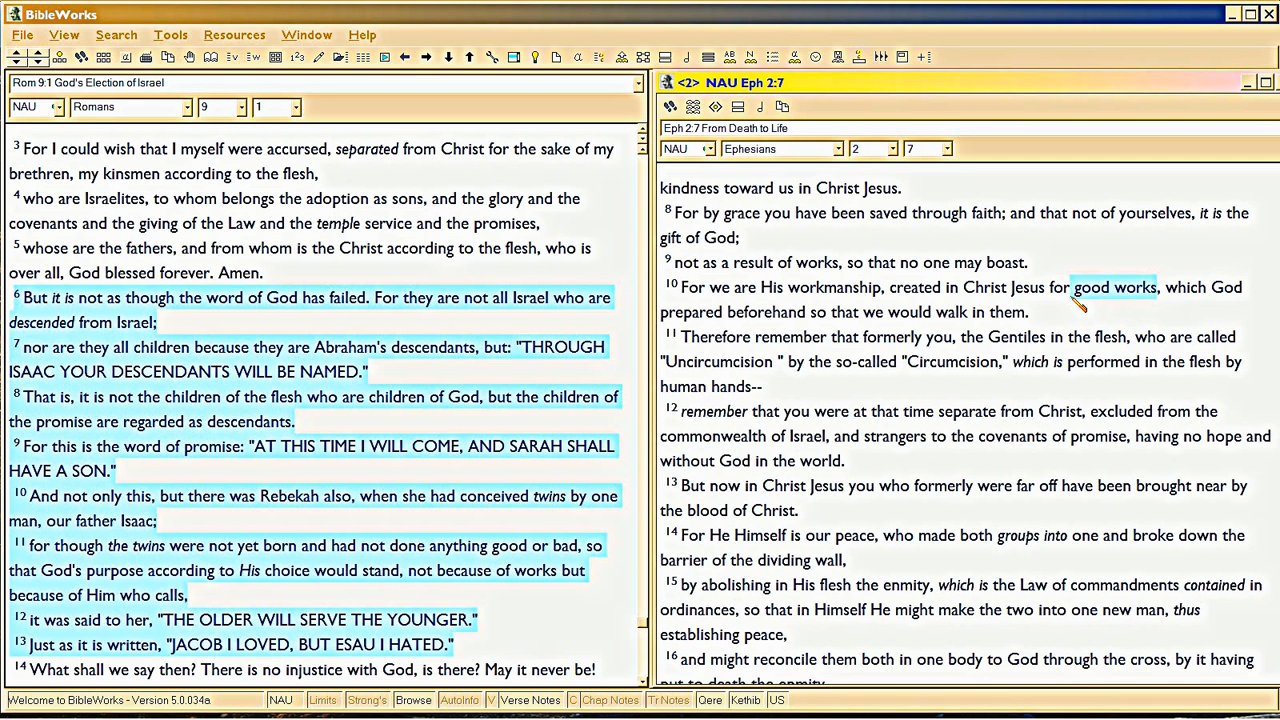 BibleWorks
File View Search Tools Resources Window Help
Rom 9:1 God's Election of Israel
NAU Romans 9 1
3 For I could wish that I myself were accursed, separated from Christ for the sake of my
brethren, my kinsmen according to the flesh,
4 who are Israelites, to whom belongs the adoption as sons, and the glory and the
covenants and the giving of the Law and the temple service and the promises,
5 whose are the fathers, and from whom is the Christ according to the flesh, who is
over all, God blessed forever. Amen.
6 But it is not as though the word of God has failed. For they are not all Israel who are
descended from Israel;
7 nor are they all children because they are Abraham's descendants, but: "THROUGH
ISAAC YOUR DESCENDANTS WILL BE NAMED."
8 That is, it is not the children of the flesh who are children of God, but the children of
the promise are regarded as descendants.
9 For this is the word of promise: "AT THIS TIME I WILL COME, AND SARAH SHALL
HAVE A SON."
10 And not only this, but there was Rebekah also, when she had conceived twins by one
man, our father Isaac;
11 for though the twins were not yet born and had not done anything good or bad, so
that God's purpose according to His choice would stand, not because of works but
because of Him who calls,
12 it was said to her, "THE OLDER WILL SERVE THE YOUNGER."
13 Just as it is written, "JACOB I LOVED, BUT ESAU I HATED."
14 What shall we say then? There is no injustice with God, is there? May it never be!
<2> NAU Eph 2:7
Eph 2:7 From Death to Life
NAU Ephesians 2 7
kindness toward us in Christ Jesus.
8 For by grace you have been saved through faith; and that not of yourselves, it is the
gift of God;
9 not as a result of works, so that no one may boast.
10 For we are His workmanship, created in Christ Jesus for good works, which God
prepared beforehand so that we would walk in them.
11 Therefore remember that formerly you, the Gentiles in the flesh, who are called
"Uncircumcision " by the so-called "Circumcision," which is performed in the flesh by
human hands--
12 remember that you were at that time separate from Christ, excluded from the
commonwealth of Israel, and strangers to the covenants of promise, having no hope and
without God in the world.
13 But now in Christ Jesus you who formerly were far off have been brought near by
the blood of Christ.
14 For He Himself is our peace, who made both groups into one and broke down the
barrier of the dividing wall,
15 by abolishing in His flesh the enmity, which is the Law of commandments contained in
ordinances, so that in Himself He might make the two into one new man, thus
establishing peace,
16 and might reconcile them both in one body to God through the cross, by it having
put to death the enmity
Welcome to BibleWorks - Version 5.0.034a NAU Limits Strong's Browse AutoInfo V Verse Notes C Chap Notes Tr Notes Qere Kethib US